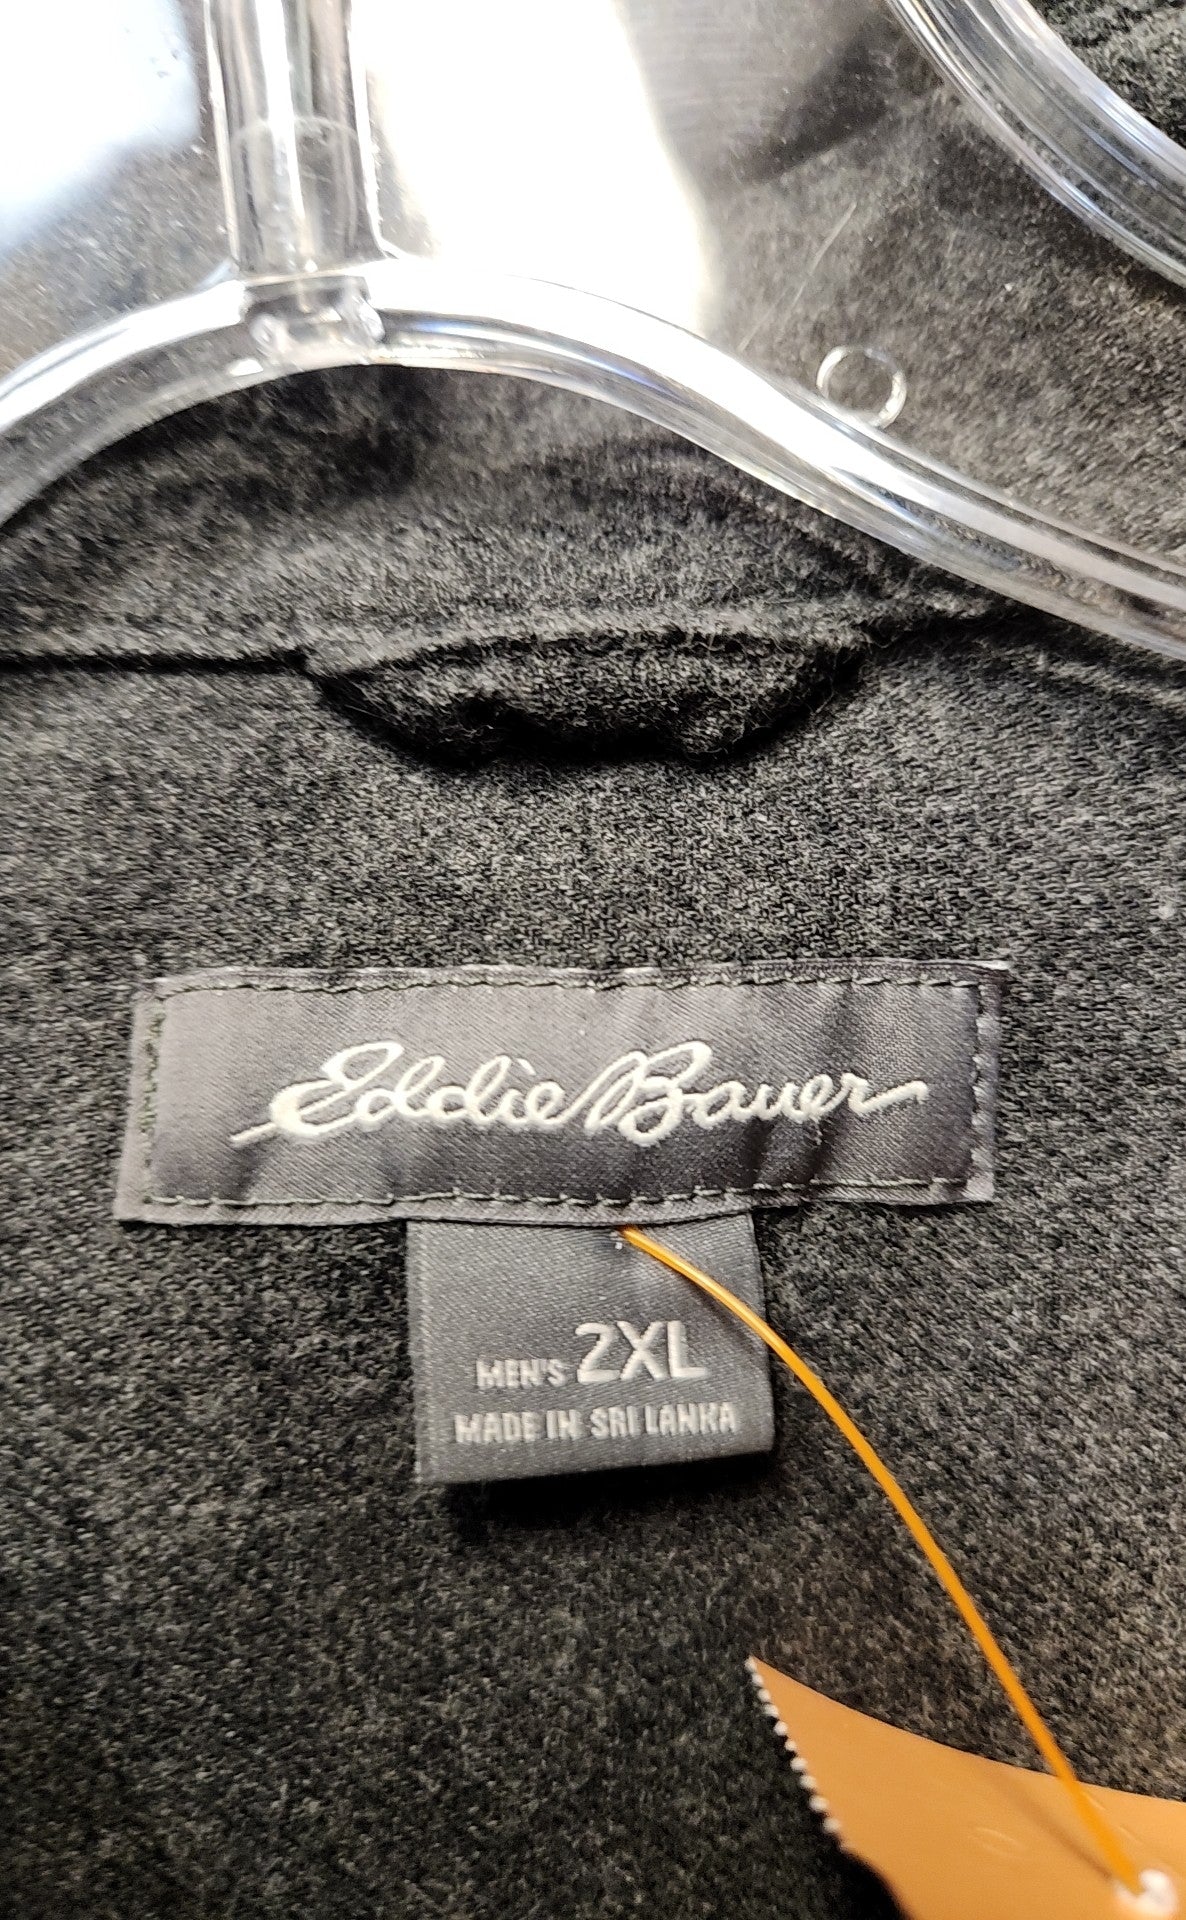 Eddie Bauer
MEN'S 2XL
MADE IN SRI LANKA